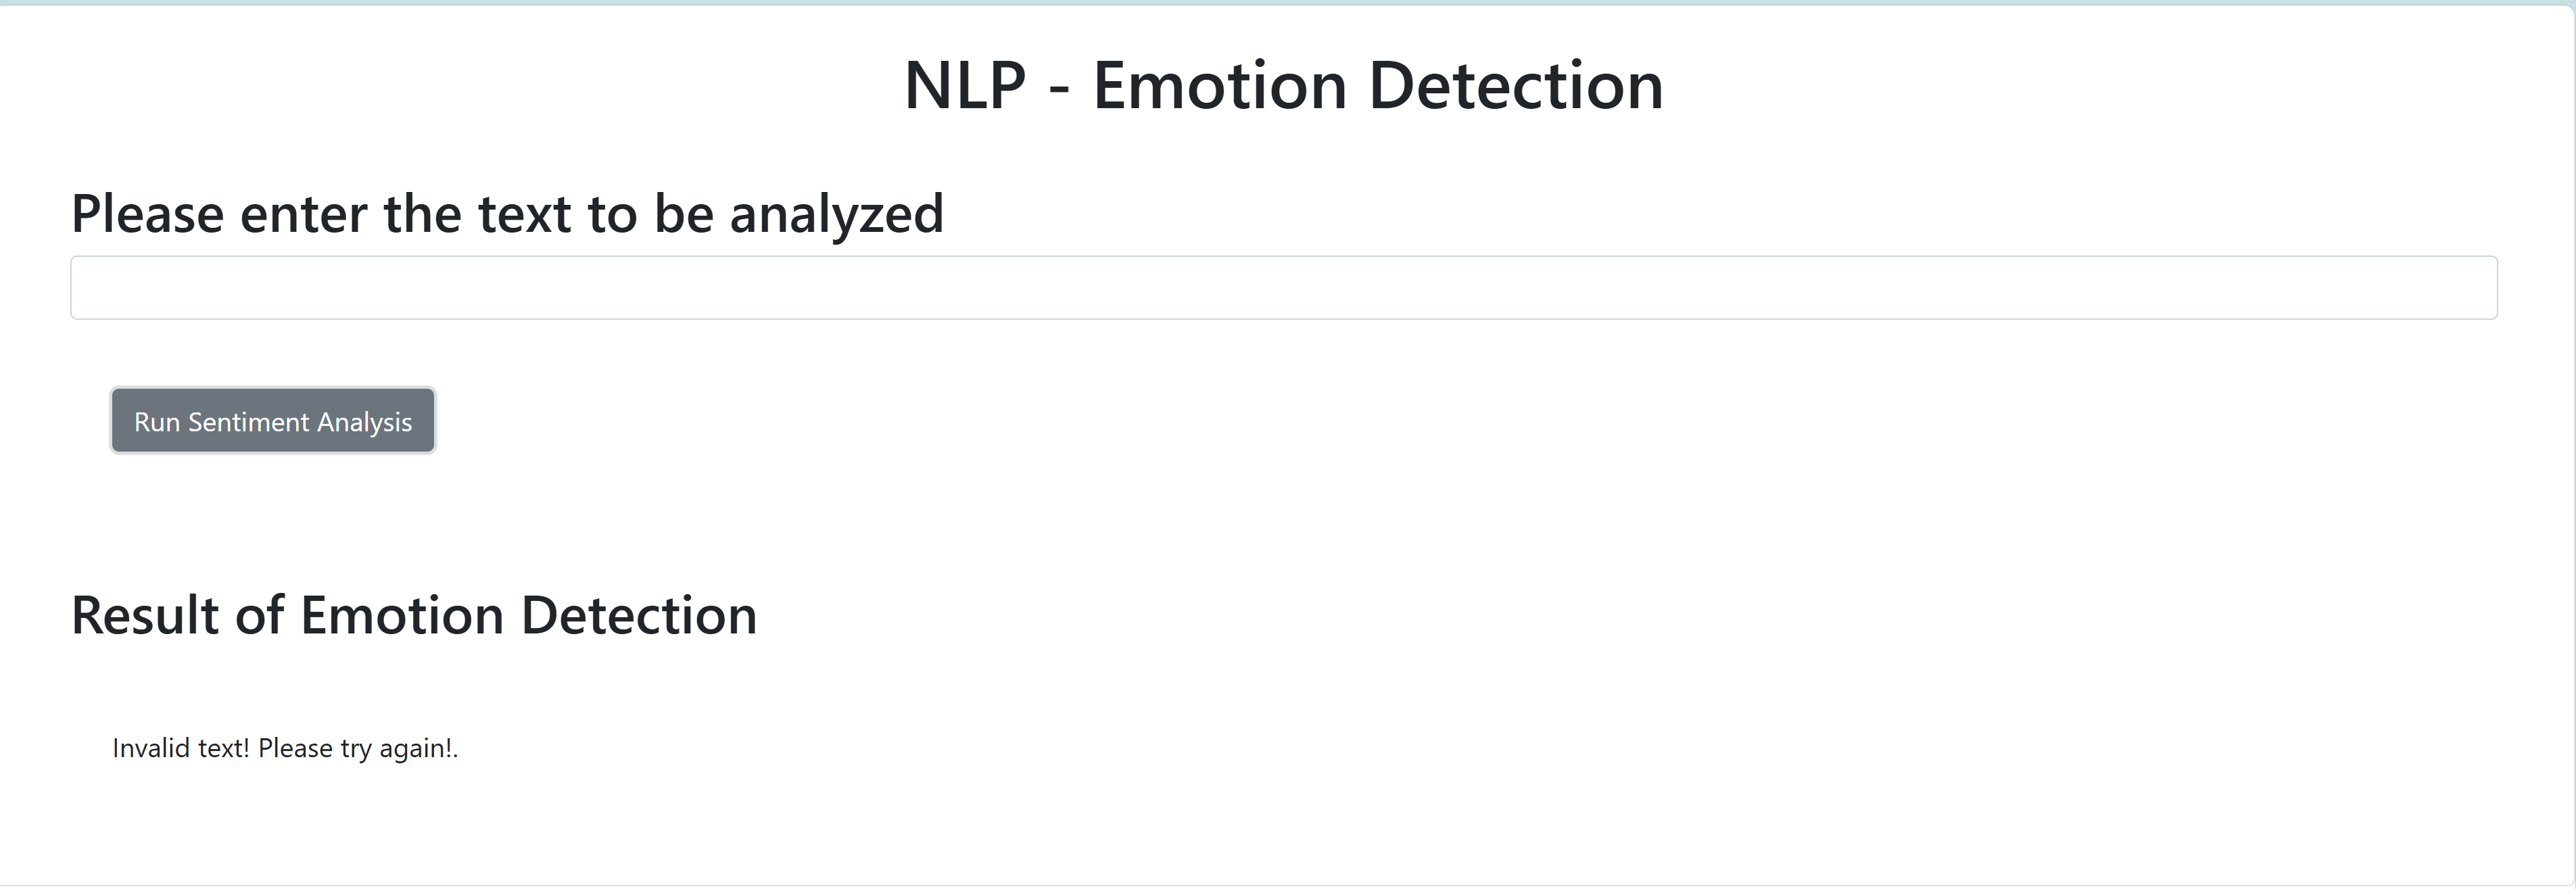 NLP - Emotion Detection
Please enter the text to be analyzed
Run Sentiment Analysis
Result of Emotion Detection
Invalid text! Please try again!.